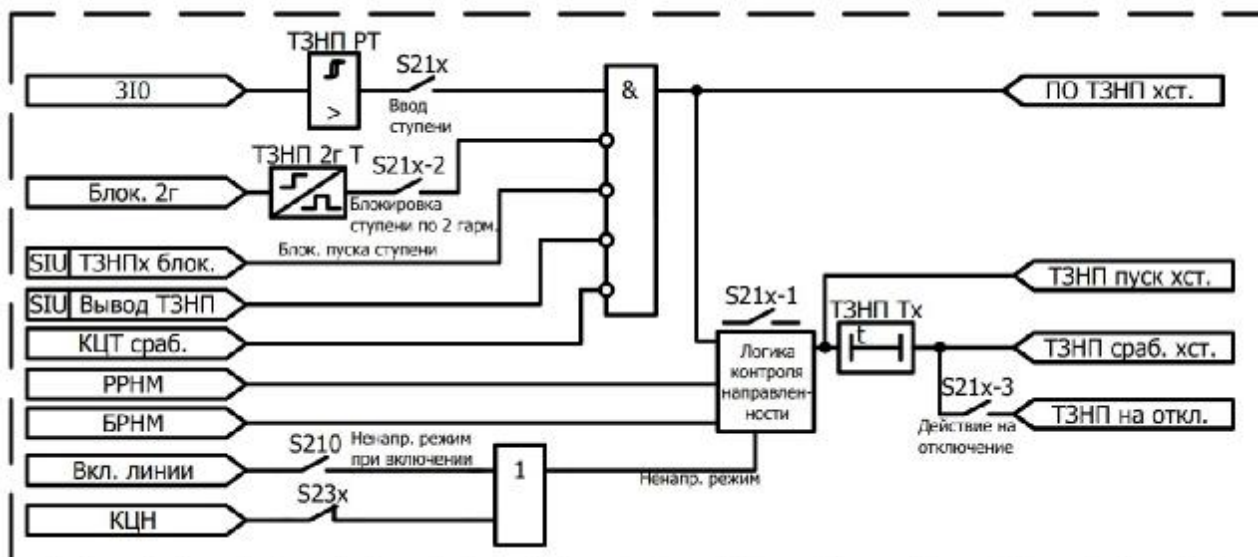 ТЗНП РТ
3I0
>
S21x
Ввод
ступени
&
ПО ТЗНП хст.
ТЗНП 2г Т
Блок. 2г
S21x-2
Блокировка
ступени по 2 гарм.
SIU ТЗНПх блок.
Блок. пуска ступени
SIU Вывод ТЗНП
КЦТ сраб.
РРНМ
БРНМ
S21x-1
Логика
контроля
направлен-
ности
ТЗНП Тх
t
ТЗНП пуск хст.
ТЗНП сраб. хст.
S21x-3
Действие на
отключение
ТЗНП на откл.
Вкл. линии
S210
Ненапр. режим
при включении
1
Ненапр. режим
КЦН
S23x